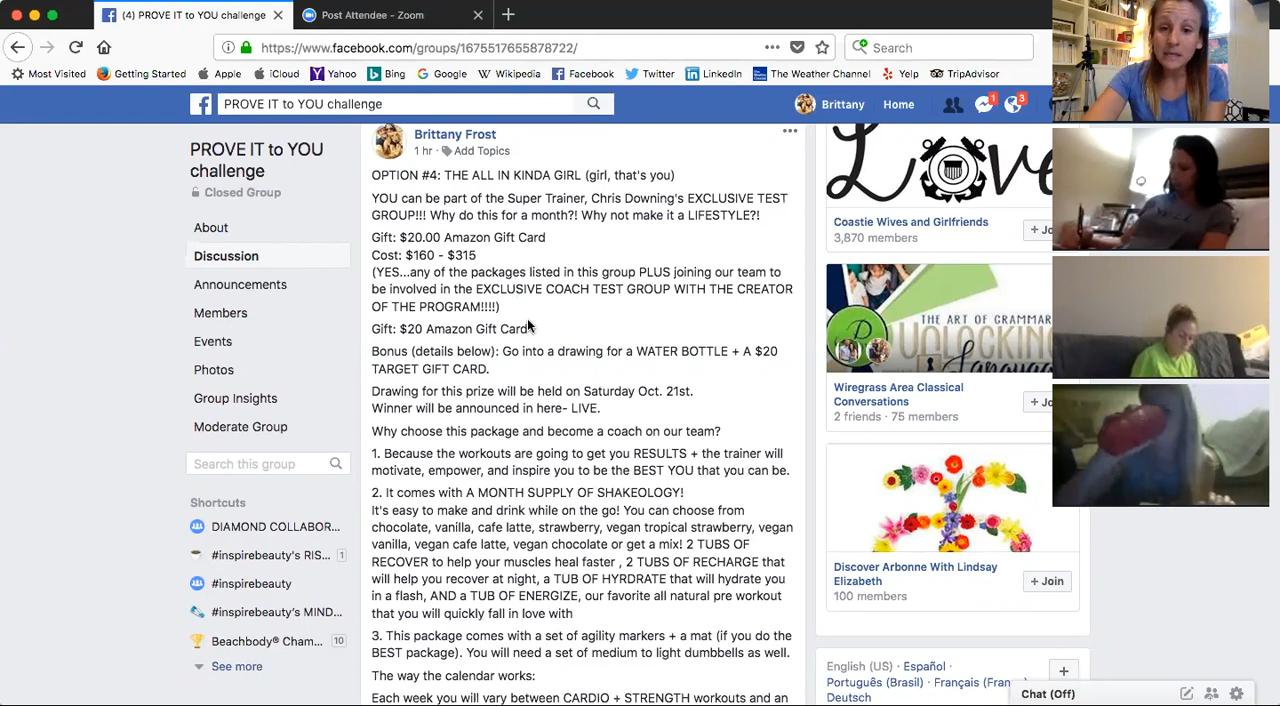 (4) PROVE IT to YOU challenge
Post Attendee - Zoom
https://www.facebook.com/groups/1675517655878722/
Search
Most Visited Getting Started Apple iCloud Yahoo Bing Google Wikipedia Facebook Twitter LinkedIn The Weather Channel Yelp TripAdvisor
PROVE IT to YOU challenge
Brittany Home 1 3
PROVE IT to YOU
challenge
Closed Group
About
Discussion
Announcements
Members
Events
Photos
Group Insights
Moderate Group
Search this group
Shortcuts
DIAMOND COLLABOR...
#inspirebeauty's RIS... 1
#inspirebeauty
#inspirebeauty's MIND...
Beachbody® Cham... 10
See more
Brittany Frost
1 hr · Add Topics
OPTION #4: THE ALL IN KINDA GIRL (girl, that's you)
YOU can be part of the Super Trainer, Chris Downing's EXCLUSIVE TEST
GROUP!!! Why do this for a month?! Why not make it a LIFESTYLE?!
Gift: $20.00 Amazon Gift Card
Cost: $160 - $315
(YES...any of the packages listed in this group PLUS joining our team to
be involved in the EXCLUSIVE COACH TEST GROUP WITH THE CREATOR
OF THE PROGRAM!!!!)
Gift: $20 Amazon Gift Card
Bonus (details below): Go into a drawing for a WATER BOTTLE + A $20
TARGET GIFT CARD.
Drawing for this prize will be held on Saturday Oct. 21st.
Winner will be announced in here- LIVE.
Why choose this package and become a coach on our team?
1. Because the workouts are going to get you RESULTS + the trainer will
motivate, empower, and inspire you to be the BEST YOU that you can be.
2. It comes with A MONTH SUPPLY OF SHAKEOLOGY!
It's easy to make and drink while on the go! You can choose from
chocolate, vanilla, cafe latte, strawberry, vegan tropical strawberry, vegan
vanilla, vegan cafe latte, vegan chocolate or get a mix! 2 TUBS OF
RECOVER to help your muscles heal faster , 2 TUBS OF RECHARGE that
will help you recover at night, a TUB OF HYRDRATE that will hydrate you
in a flash, AND a TUB OF ENERGIZE, our favorite all natural pre workout
that you will quickly fall in love with
3. This package comes with a set of agility markers + a mat (if you do the
BEST package). You will need a set of medium to light dumbbells as well.
The way the calendar works:
Each week you will vary between CARDIO + STRENGTH workouts and an
Love
Coastie Wives and Girlfriends
3,870 members
+ Jo
THE ART OF GRAMMAR
UNLOCKING
Language
Wiregrass Area Classical
Conversations
2 friends · 75 members
+ Jo
Discover Arbonne With Lindsay
Elizabeth
100 members
+ Join
English (US) · Español ·
Português (Brasil) · Français (Fran
Deutsch
+
Chat (Off)